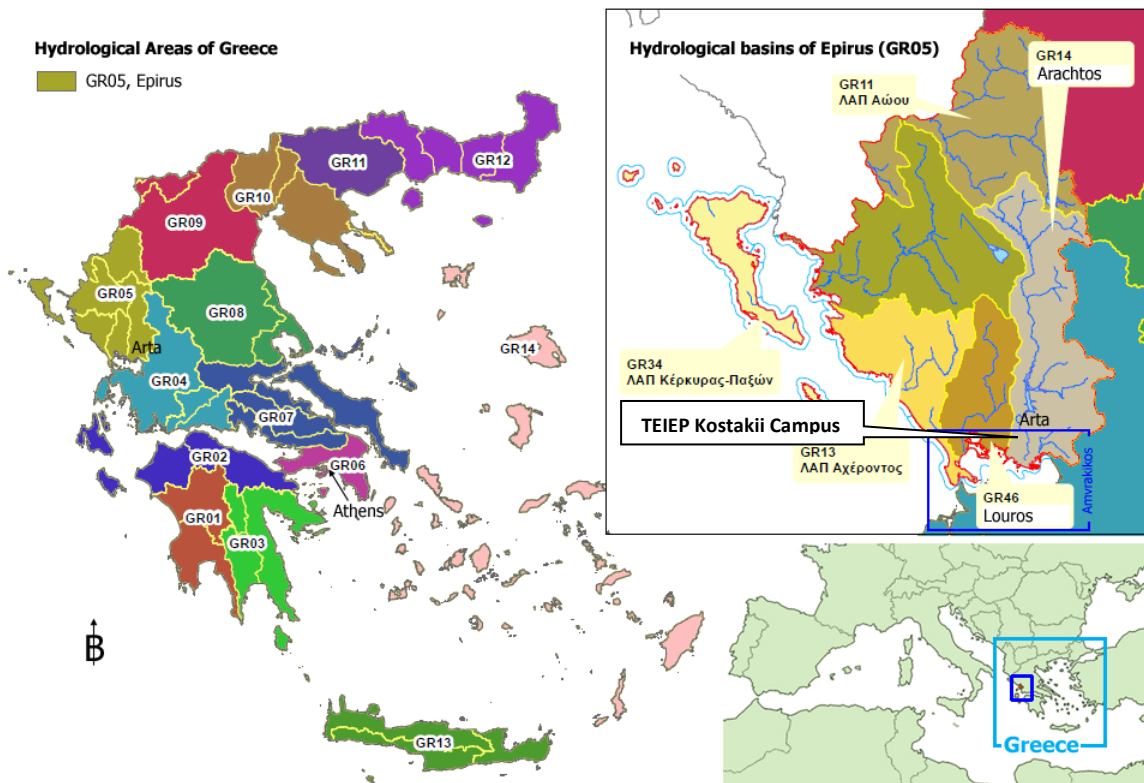 Hydrological Areas of Greece
GR05, Epirus
GR12
GR11
GR10
GR09
GR05
GR08
Arta
GR14
GR04
GR07
GR02
GR06
Athens
GR01
GR03
B
GR13
Hydrological basins of Epirus (GR05)
GR14
Arachtos
GR11
ΛΑΠ Αώου
GR34
ΛΑΠ Κέρκυρας-Παξών
TEIEP Kostakii Campus
Arta
GR13
ΛΑΠ Αχέροντος
GR46
Louros
Amvrakikos
Greece